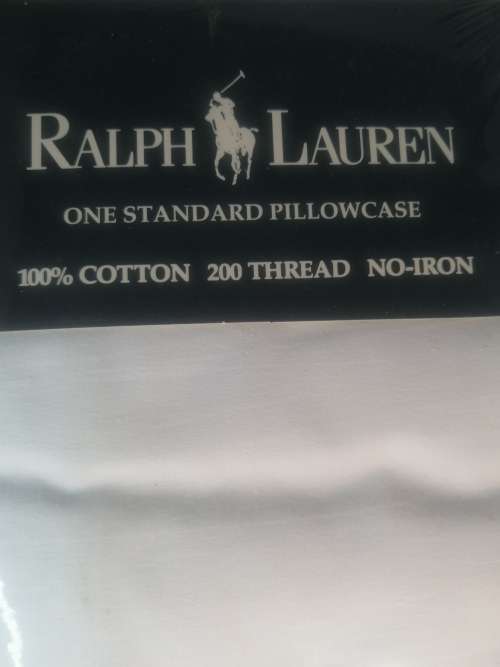 RALPH LAUREN
ONE STANDARD PILLOWCASE
100% COTTON 200 THREAD NO-IRON